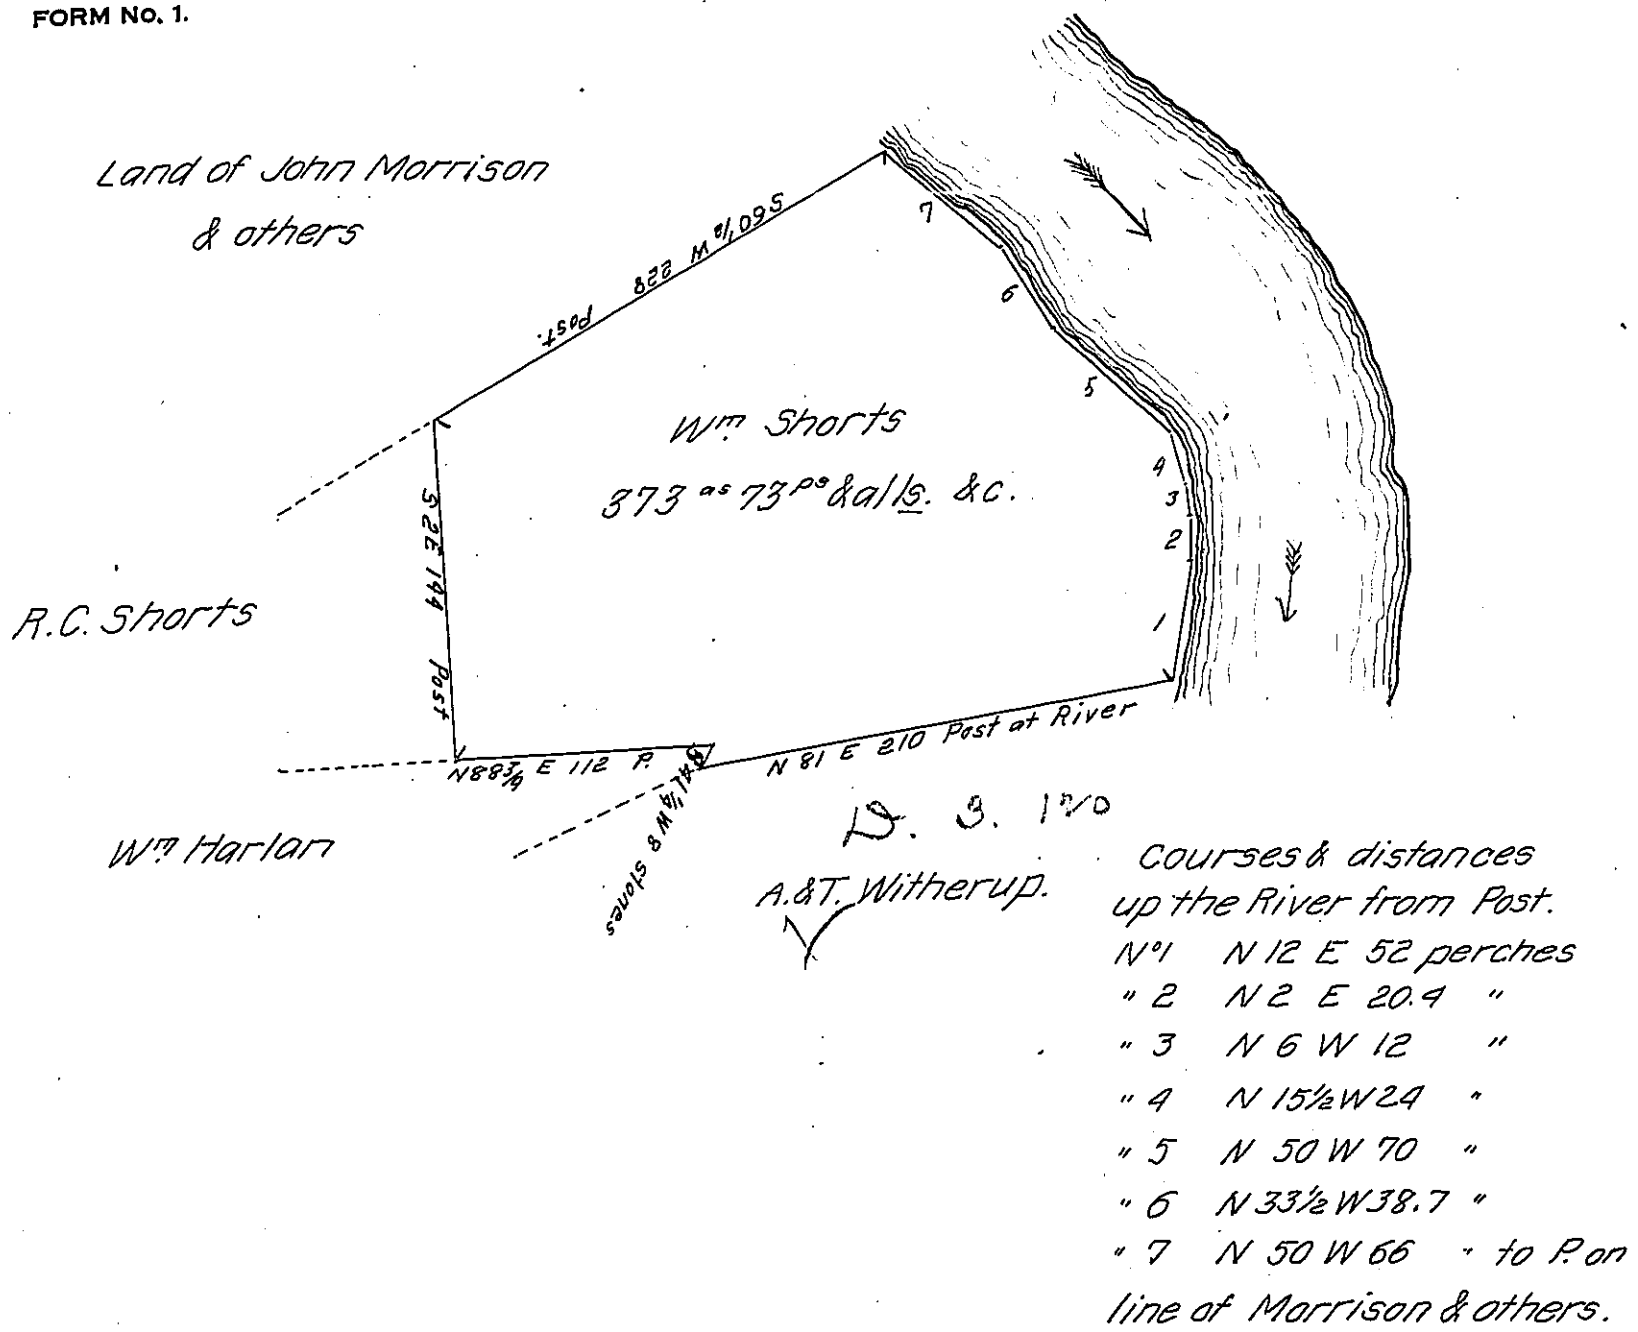 FORM No. 1.
Land of John Morrison
& others
S 60 1/2 W 228 Post.
7
6
5
4
3
2
1
Wm Shorts
373 as 73 ps & alls. &c.
S 2 E 144 Post
R.C. Shorts
N 88 3/4 E 112 P.
1/4 W 8 stones
N 81 E 210 Post at River
Wm Harlan
A. & T. Witherup.
Courses & distances
up the River from Post.
No 1 N 12 E 52 perches
" 2 N 2 E 20.4 "
" 3 N 6 W 12 "
" 4 N 15 1/2 W 24 "
" 5 N 50 W 70 "
" 6 N 33 1/2 W 38.7 "
" 7 N 50 W 66 " to P. on
line of Morrison & others.